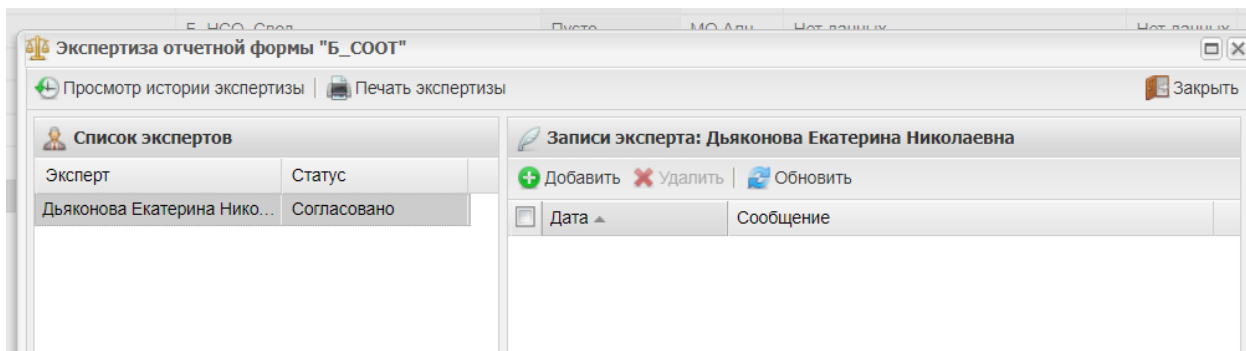 Экспертиза отчетной формы "Б_СООТ"
Просмотр истории экспертизы Печать экспертизы Закрыть
Список экспертов
Эксперт Статус
Дьяконова Екатерина Нико... Согласовано
Записи эксперта: Дьяконова Екатерина Николаевна
Добавить Удалить Обновить
Дата Сообщение